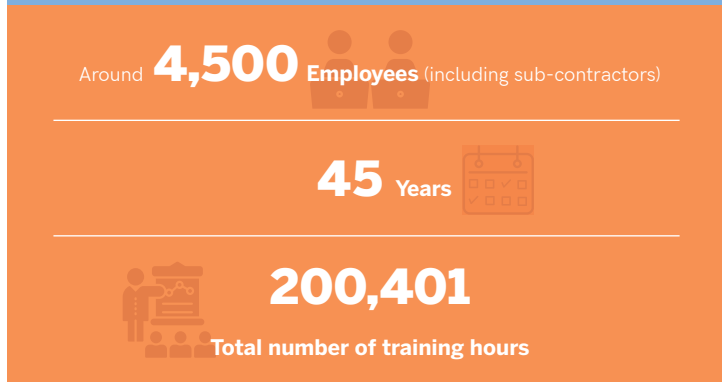 Around 4,500 Employees (including sub-contractors)
45 Years
200,401
Total number of training hours